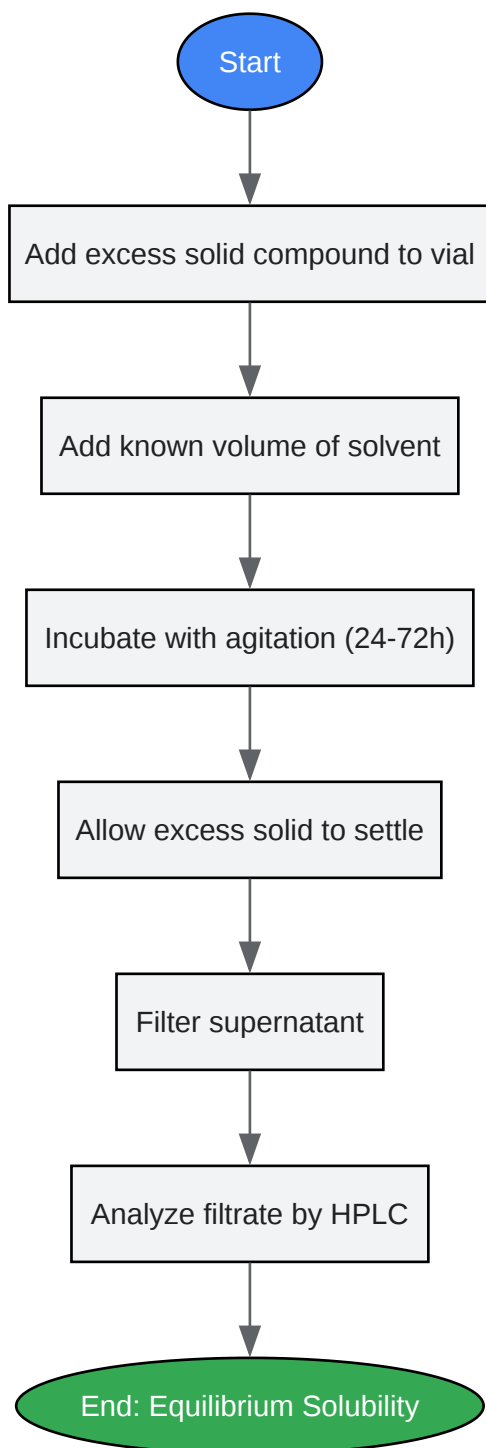 Start
Add excess solid compound to vial
Add known volume of solvent
Incubate with agitation (24-72h)
Allow excess solid to settle
Filter supernatant
Analyze filtrate by HPLC
End: Equilibrium Solubility